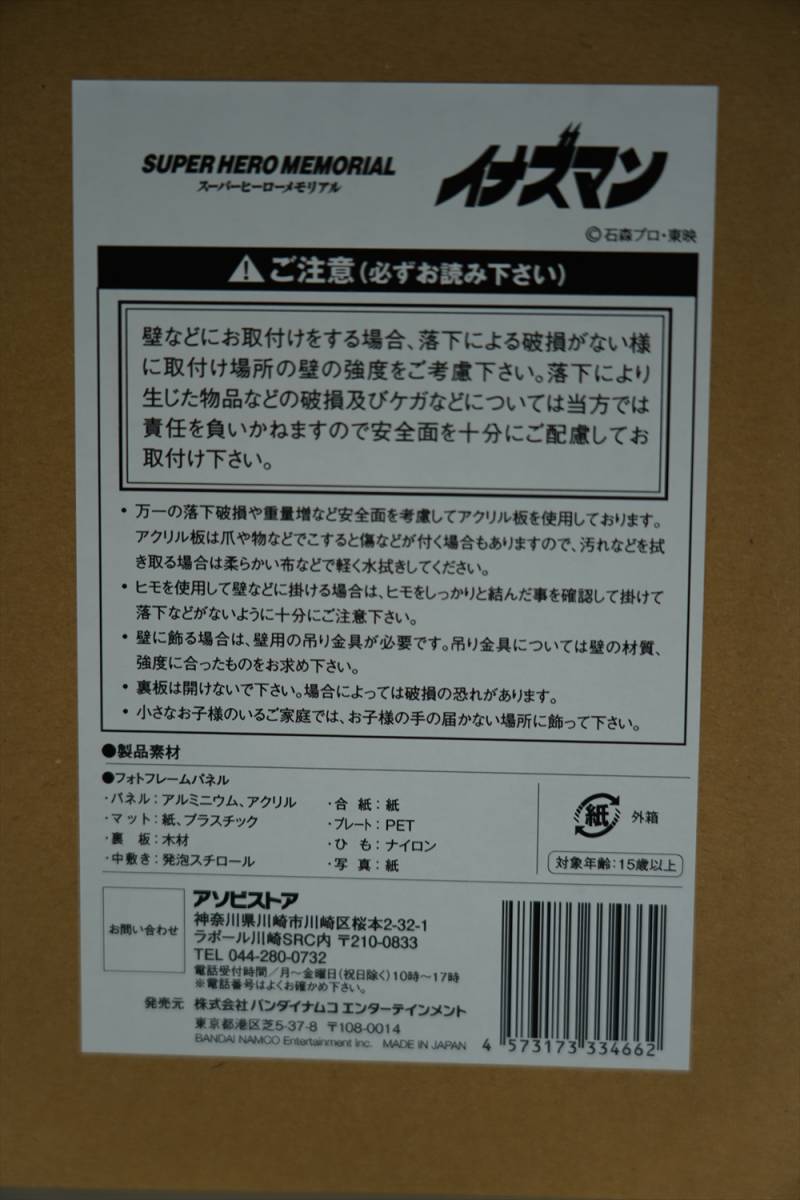 SUPER HERO MEMORIAL
スーパーヒーローメモリアル
イナズマン
©石森プロ・東映
ご注意(必ずお読み下さい)
壁などにお取付けをする場合、落下による破損がない様
に取付け場所の壁の強度をご考慮下さい。落下により
生じた物品などの破損及びケガなどについては当方では
責任を負いかねますので安全面を十分にご配慮してお
取付け下さい。
・万一の落下破損や重量増など安全面を考慮してアクリル板を使用しております。
アクリル板は爪や物などでこすると傷などが付く場合もありますので、汚れなどを拭
き取る場合は柔らかい布などで軽く水拭きしてください。
・ヒモを使用して壁などに掛ける場合は、ヒモをしっかりと結んだ事を確認して掛けて
落下などがないように十分にご注意下さい。
・壁に飾る場合は、壁用の吊り金具が必要です。吊り金具については壁の材質、
強度に合ったものをお求め下さい。
・裏板は開けないで下さい。場合によっては破損の恐れがあります。
・小さなお子様のいるご家庭では、お子様の手の届かない場所に飾って下さい。
●製品素材
●フォトフレームパネル
・パネル:アルミニウム、アクリル
・マット:紙、プラスチック
・裏 板:木材
・中敷き:発泡スチロール
・合 紙:紙
・プレート:PET
・ひ も:ナイロン
・写 真:紙
紙 外箱
対象年齢:15歳以上
お問い合わせ
アソビストア
神奈川県川崎市川崎区桜本2-32-1
ラポール川崎SRC内 〒210-0833
TEL 044-280-0732
電話受付時間/月~金曜日(祝日除く)10時~17時
※電話番号はよくお確かめ下さい。
発売元 株式会社バンダイナムコエンターテインメント
東京都港区芝5-37-8 〒108-0014
BANDAI NAMCO Entertainment Inc. MADE IN JAPAN
4 573173 334662